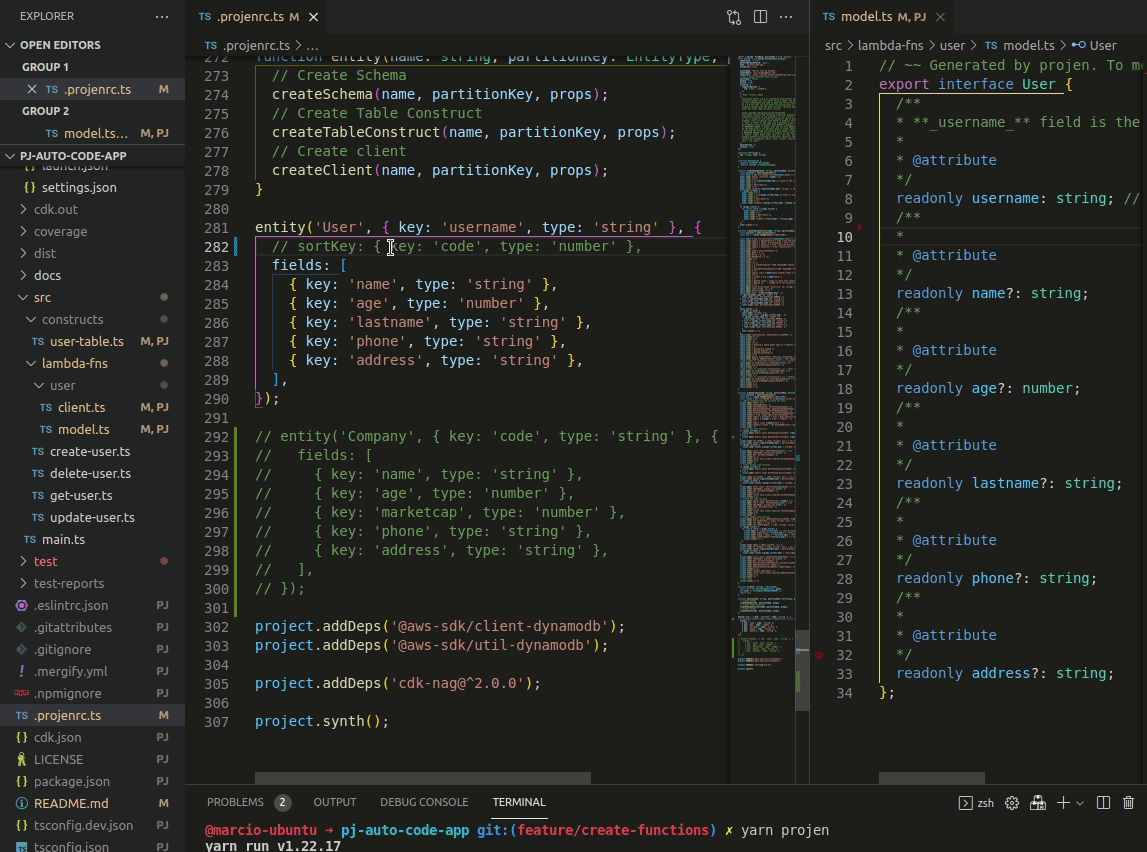 EXPLORER
OPEN EDITORS
GROUP 1
TS .projenrc.ts M
GROUP 2
TS model.ts... M, PJ
PJ-AUTO-CODE-APP
launch.json
settings.json
cdk.out
coverage
dist
docs
src
constructs
TS user-table.ts M, PJ
lambda-fns
user
TS client.ts M, PJ
TS model.ts M, PJ
TS create-user.ts
TS delete-user.ts
TS get-user.ts
TS update-user.ts
TS main.ts
test
test-reports
.eslintrc.json PJ
.gitattributes PJ
.gitignore PJ
.mergify.yml PJ
.npmignore PJ
TS .projenrc.ts M
cdk.json PJ
LICENSE PJ
package.json PJ
README.md M
tsconfig.dev.json PJ
tsconfig.json PJ
TS .projenrc.ts M
TS .projenrc.ts > ...
272 function entity(name: string, partitionKey: EntityType,
273 // Create Schema
274 createSchema(name, partitionKey, props);
275 // Create Table Construct
276 createTableConstruct(name, partitionKey, props);
277 // Create client
278 createClient(name, partitionKey, props);
279 }
280
281 entity('User', { key: 'username', type: 'string' }, {
282 // sortKey: { key: 'code', type: 'number' },
283 fields: [
284 { key: 'name', type: 'string' },
285 { key: 'age', type: 'number' },
286 { key: 'lastname', type: 'string' },
287 { key: 'phone', type: 'string' },
288 { key: 'address', type: 'string' },
289 ],
290 });
291
292 // entity('Company', { key: 'code', type: 'string' }, {
293 // fields: [
294 // { key: 'name', type: 'string' },
295 // { key: 'age', type: 'number' },
296 // { key: 'marketcap', type: 'number' },
297 // { key: 'phone', type: 'string' },
298 // { key: 'address', type: 'string' },
299 // ],
300 // });
301
302 project.addDeps('@aws-sdk/client-dynamodb');
303 project.addDeps('@aws-sdk/util-dynamodb');
304
305 project.addDeps('cdk-nag@^2.0.0');
306
307 project.synth();
TS model.ts M, PJ
src > lambda-fns > user > TS model.ts > User
1 // ~~ Generated by projen. To m
2 export interface User {
3 /**
4 * **_username_** field is the
5 *
6 * @attribute
7 */
8 readonly username: string; //
9 /**
10 *
11 * @attribute
12 */
13 readonly name?: string;
14 /**
15 *
16 * @attribute
17 */
18 readonly age?: number;
19 /**
20 *
21 * @attribute
22 */
23 readonly lastname?: string;
24 /**
25 *
26 * @attribute
27 */
28 readonly phone?: string;
29 /**
30 *
31 * @attribute
32 */
33 readonly address?: string;
34 };
PROBLEMS 2 OUTPUT DEBUG CONSOLE TERMINAL zsh
@marcio-ubuntu → pj-auto-code-app git:(feature/create-functions) ✗ yarn projen
yarn run v1.22.17